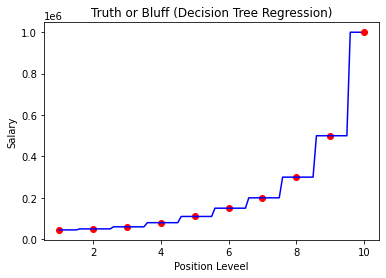 Truth or Bluff (Decision Tree Regression)
1e6
1.0
0.8
0.6
0.4
0.2
0.0
Salary
2 4 6 8 10
Position Leveel